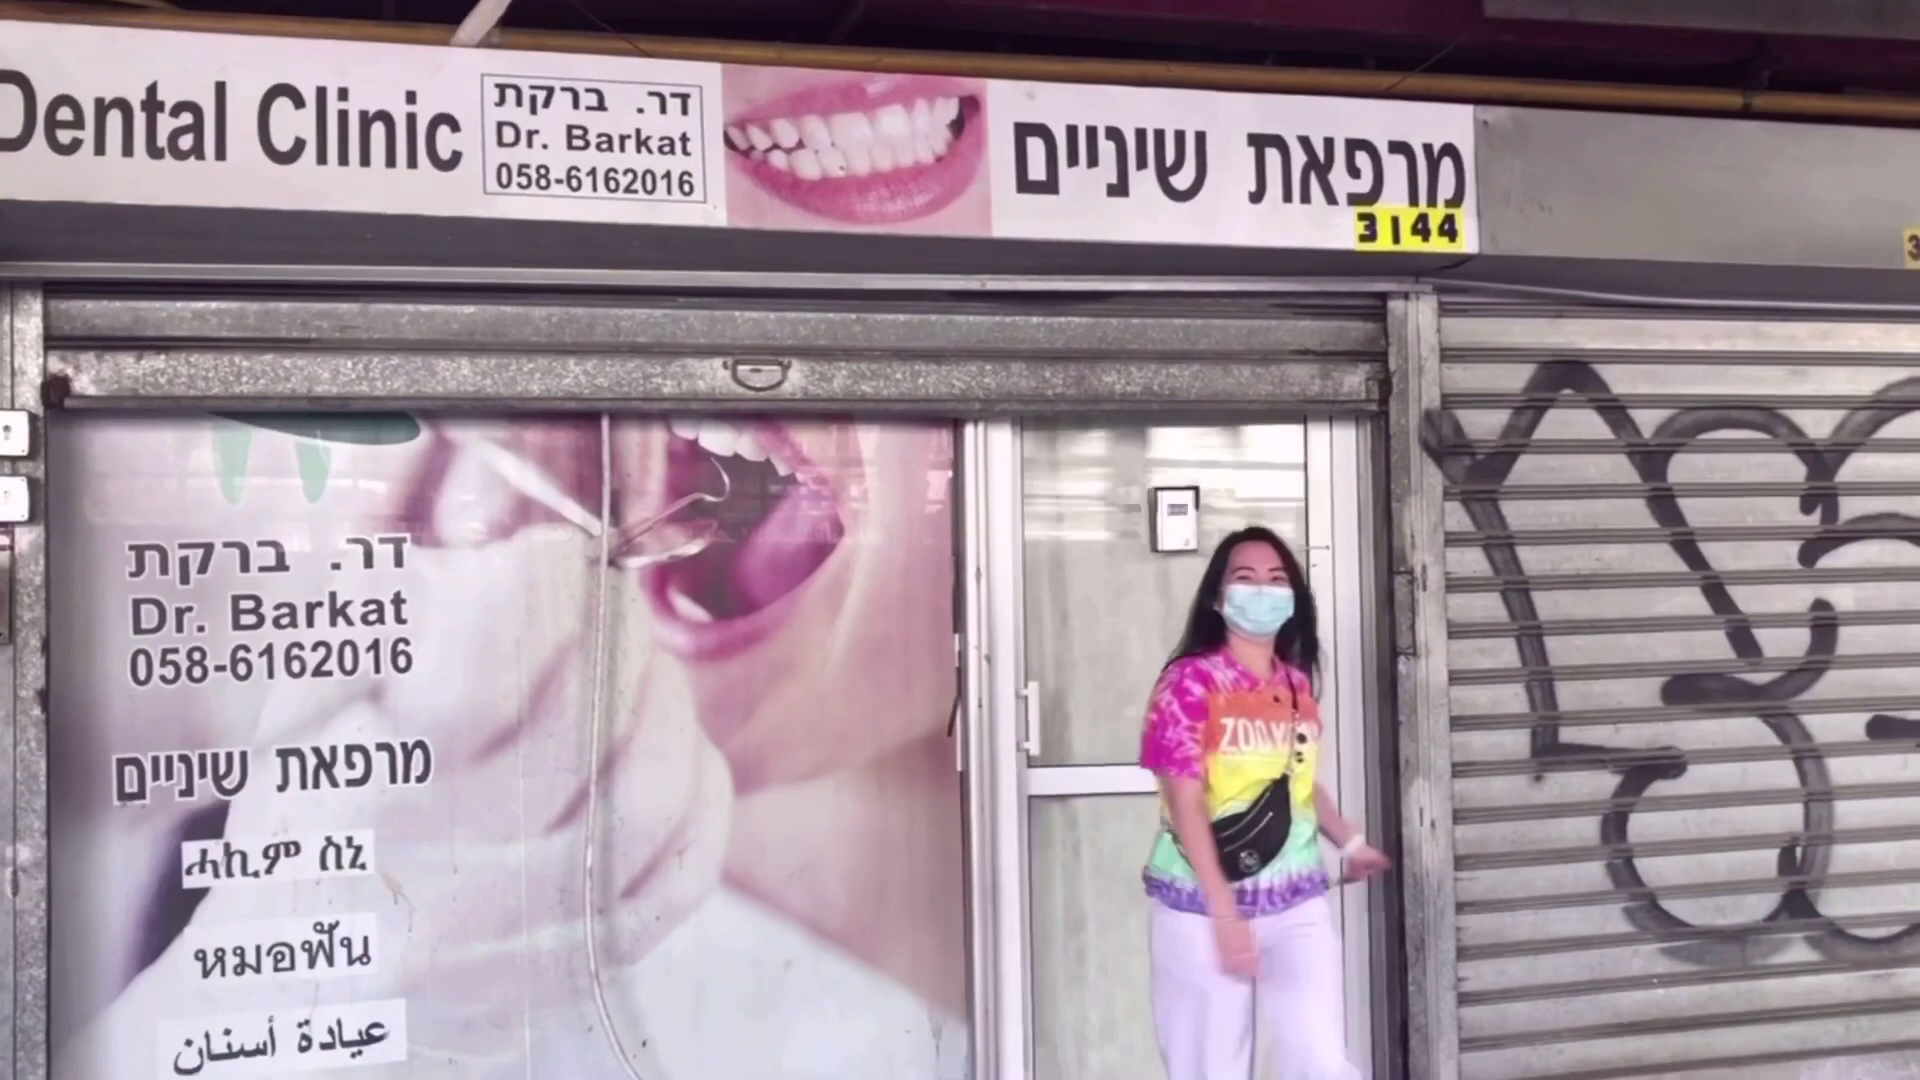 Dental Clinic
דר. ברקת
Dr. Barkat
058-6162016
מרפאת שיניים
3144
דר. ברקת
Dr. Barkat
058-6162016
מרפאת שיניים
ሓኪም ስኒ
หมอฟัน
عيادة أسنان